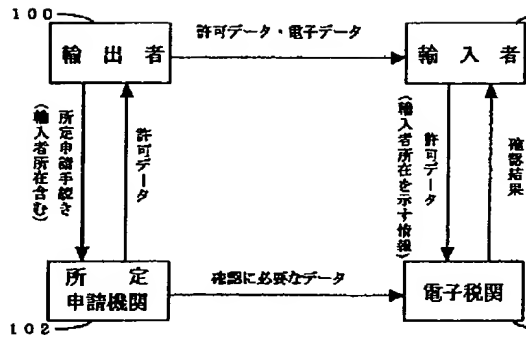 100
輸出者
許可データ・電子データ
輸入者
所定申請手続き
(輸入者所在含む)
許可データ
許可データ
(輸入者所在を示す情報)
確認結果
所定
申請機関
確認に必要なデータ
電子税関
102